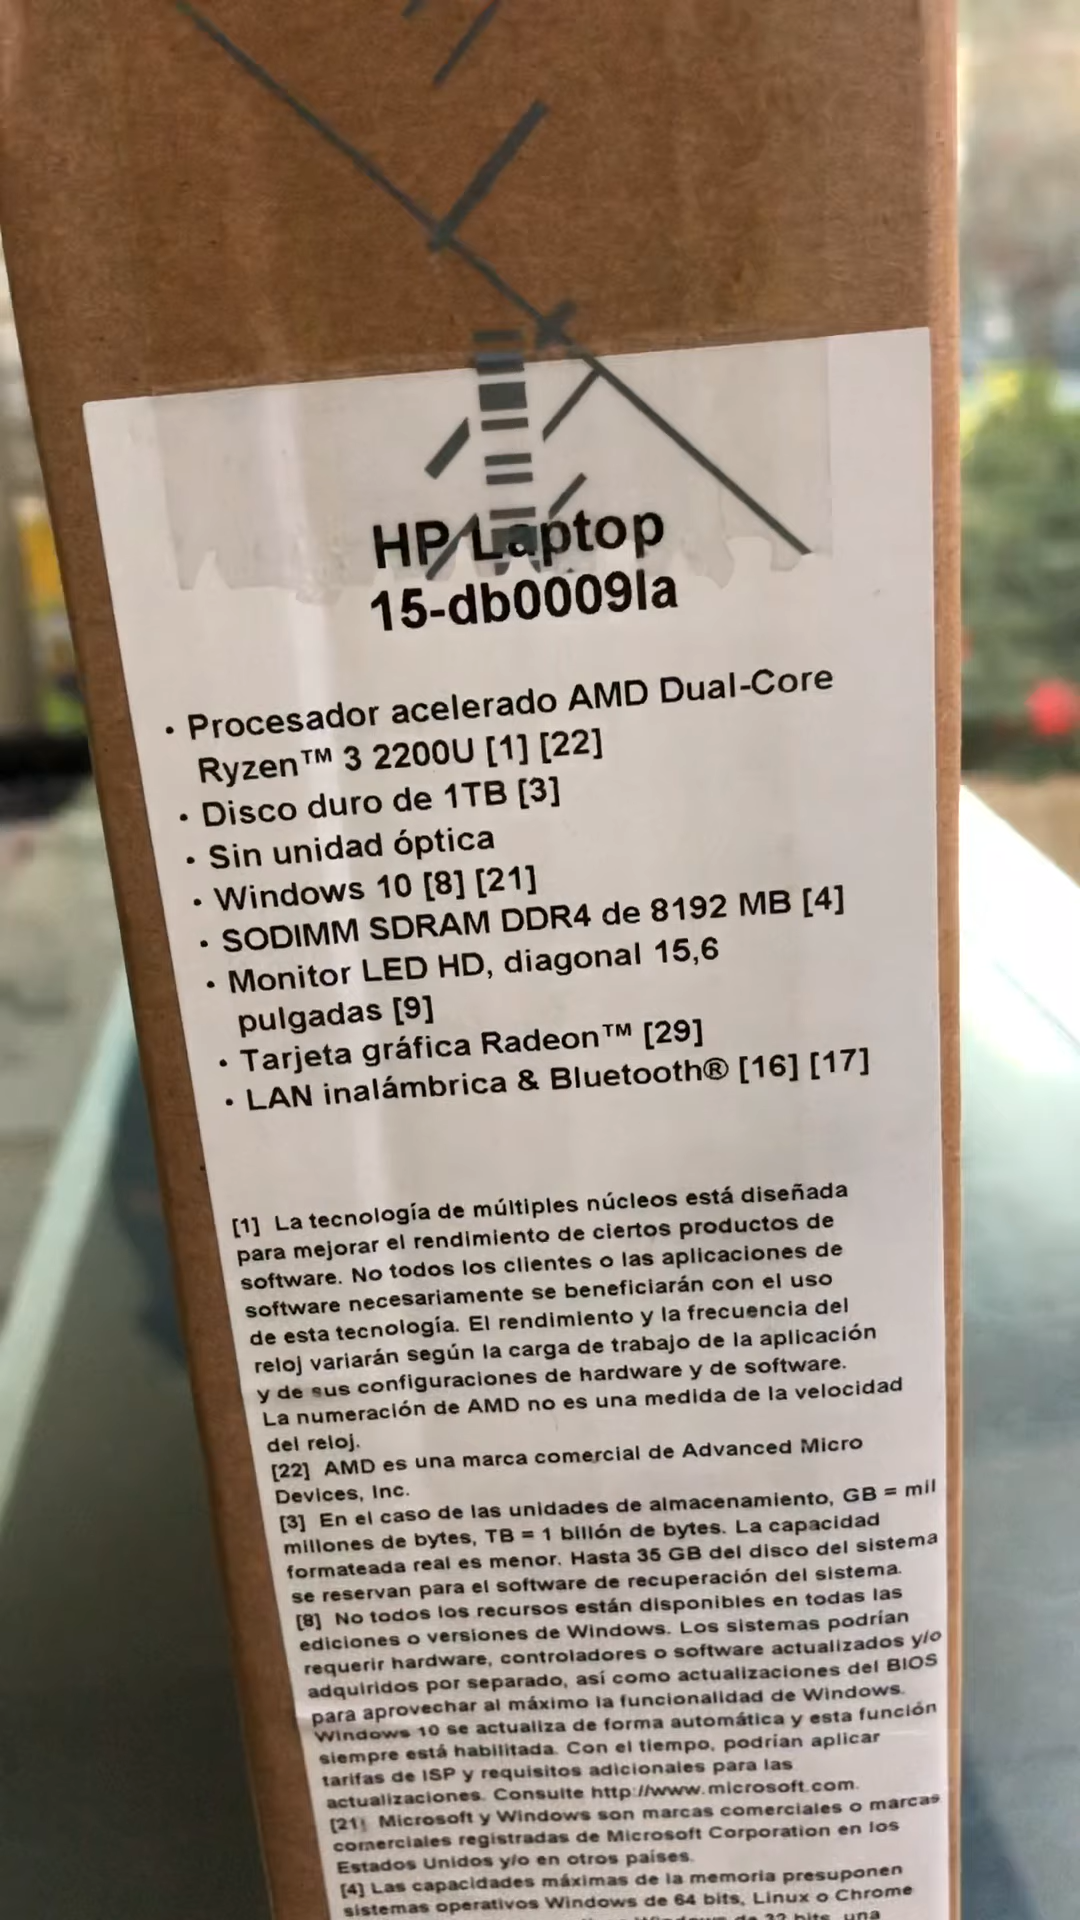 HP Laptop
15-db0009la
• Procesador acelerado AMD Dual-Core
Ryzen™ 3 2200U [1] [22]
• Disco duro de 1TB [3]
• Sin unidad óptica
• Windows 10 [8] [21]
• SODIMM SDRAM DDR4 de 8192 MB [4]
• Monitor LED HD, diagonal 15,6
pulgadas [9]
• Tarjeta gráfica Radeon™ [29]
• LAN inalámbrica & Bluetooth® [16] [17]
[1] La tecnología de múltiples núcleos está diseñada
para mejorar el rendimiento de ciertos productos de
software. No todos los clientes o las aplicaciones de
software necesariamente se beneficiarán con el uso
de esta tecnología. El rendimiento y la frecuencia del
reloj variarán según la carga de trabajo de la aplicación
y de sus configuraciones de hardware y de software.
La numeración de AMD no es una medida de la velocidad
del reloj.
[22] AMD es una marca comercial de Advanced Micro
Devices, Inc.
[3] En el caso de las unidades de almacenamiento, GB = mil
millones de bytes, TB = 1 billón de bytes. La capacidad
formateada real es menor. Hasta 35 GB del disco del sistema
se reservan para el software de recuperación del sistema.
[8] No todos los recursos están disponibles en todas las
ediciones o versiones de Windows. Los sistemas podrían
requerir hardware, controladores o software actualizados y/o
adquiridos por separado, así como actualizaciones del BIOS
para aprovechar al máximo la funcionalidad de Windows.
Windows 10 se actualiza de forma automática y esta función
siempre está habilitada. Con el tiempo, podrían aplicar
tarifas de ISP y requisitos adicionales para las
actualizaciones. Consulte http://www.microsoft.com.
[21] Microsoft y Windows son marcas comerciales o marcas
comerciales registradas de Microsoft Corporation en los
Estados Unidos y/o en otros países.
[4] Las capacidades máximas de la memoria presuponen
sistemas operativos Windows de 64 bits, Linux o Chrome
de 32 bits, una